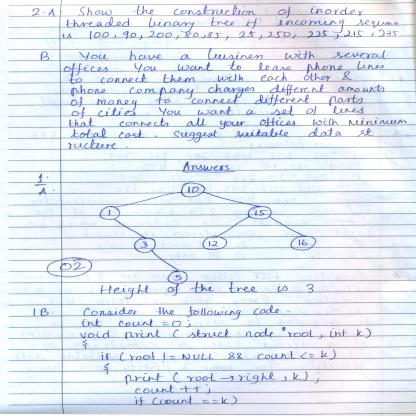 2.A Show the construction of inorder
threaded binary tree if incoming sequence
is 100, 90, 200, 80, 85, 95, 250, 225, 215, 235.
B. You have a business with several
offices. You want to lease phone lines
to connect them with each other &
phone company charges different amounts
of money to connect different parts
of cities You want a set of lines
that connects all your offices with minimum
total cost. suggest suitable data st
ructure.
Answers
1.
A.
10
1 15
3 12 16
02
5
Height of the tree is 3
1B. Consider the following code.
int count = 0;
void print ( struct node *root, int k)
{
if (root != NULL && count <= k)
{
print ( root → right, k);
count ++;
if (count == k)